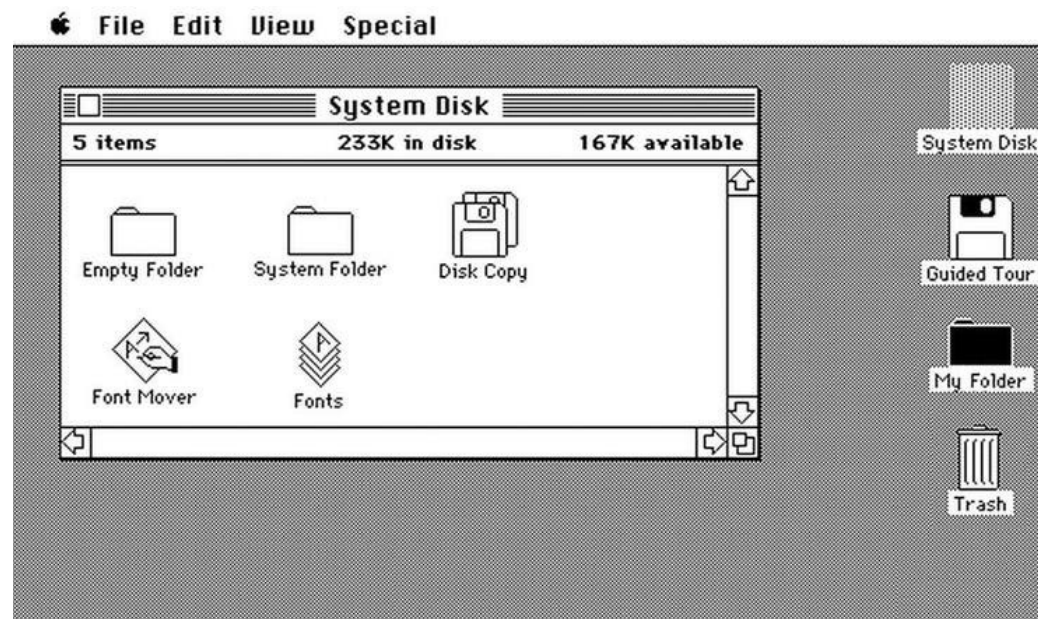 File Edit View Special
System Disk
5 items 233K in disk 167K available
Empty Folder System Folder Disk Copy
Font Mover Fonts
System Disk
Guided Tour
My Folder
Trash